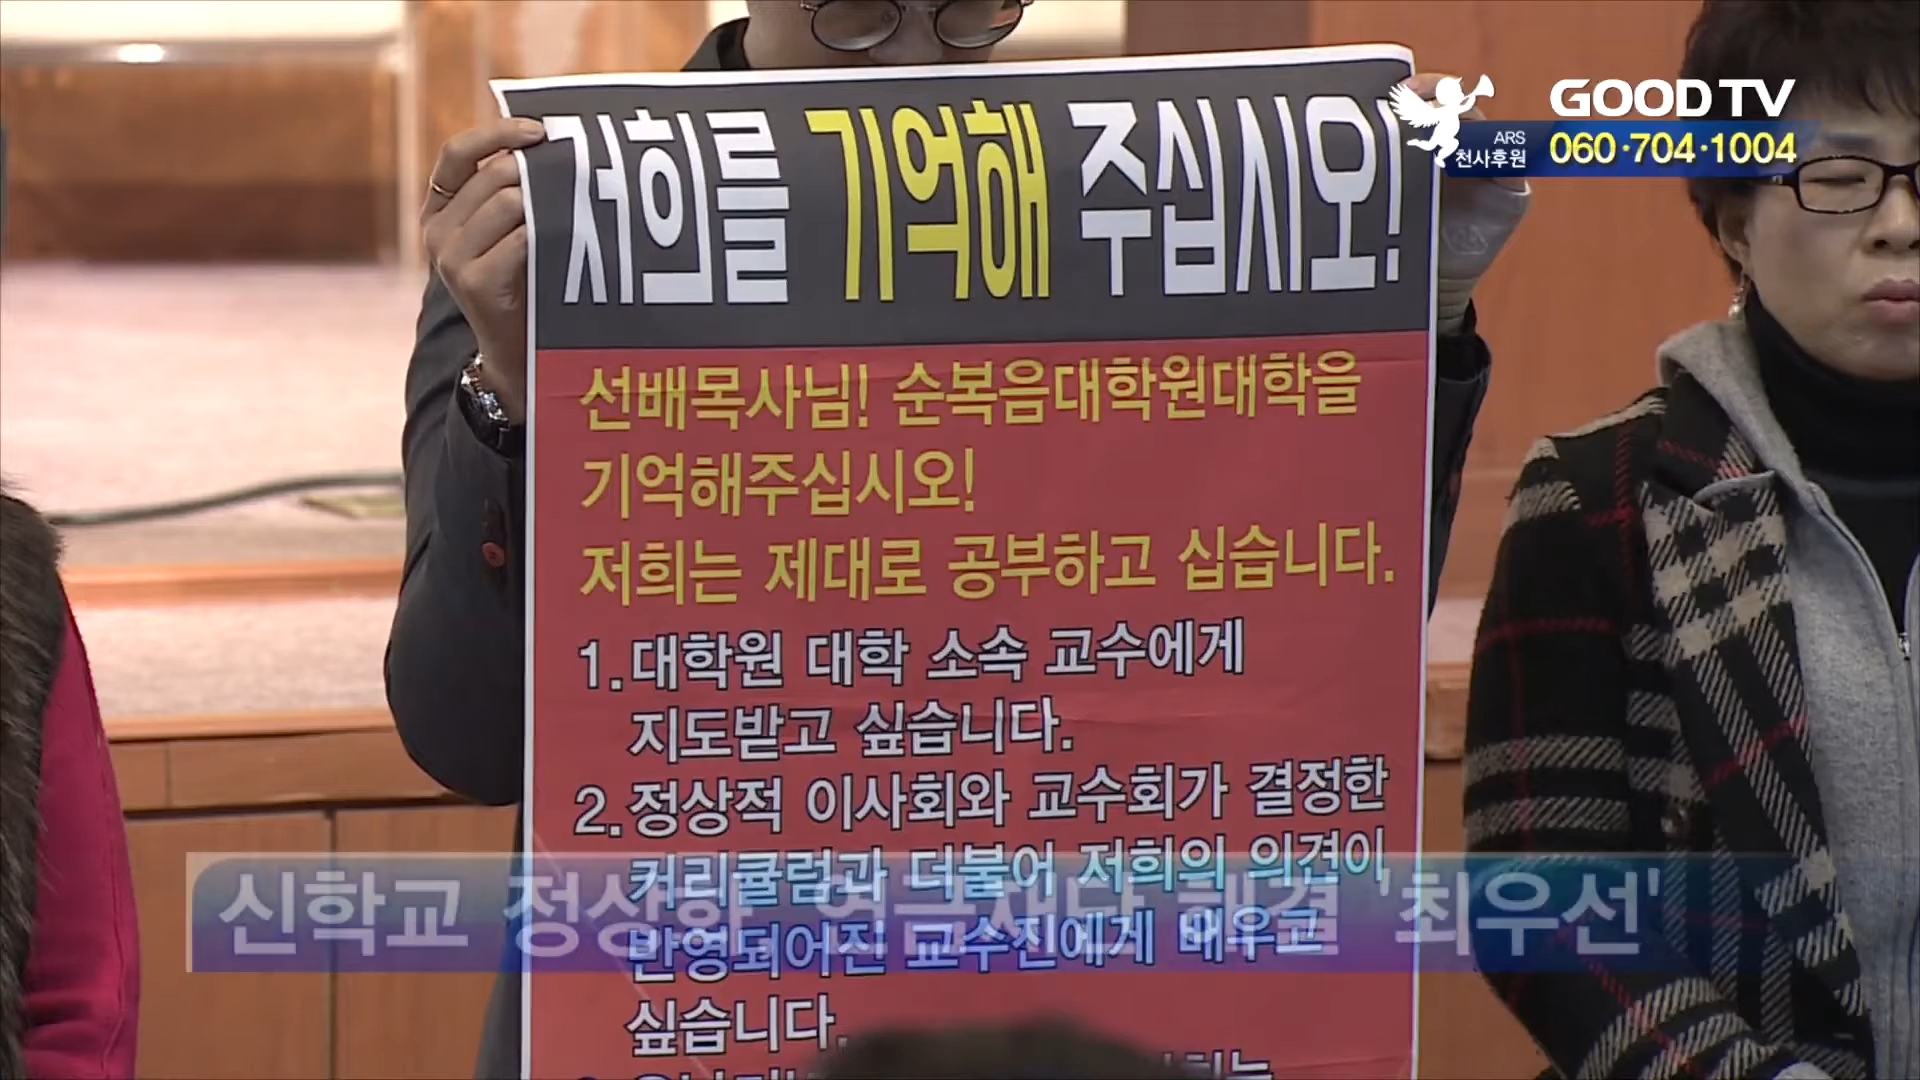 저희를 기억해 주십시오!
GOODTV
ARS
천사후원
060·704·1004
선배목사님! 순복음대학원대학을
기억해주십시오!
저희는 제대로 공부하고 십습니다.
1. 대학원 대학 소속 교수에게
지도받고 싶습니다.
2. 정상적 이사회와 교수회가 결정한
커리큘럼과 더불어 저희의 의견이
반영되어진 교수진에게 배우고
싶습니다.
신학교 정상화, 연금재단 해결 '최우선'